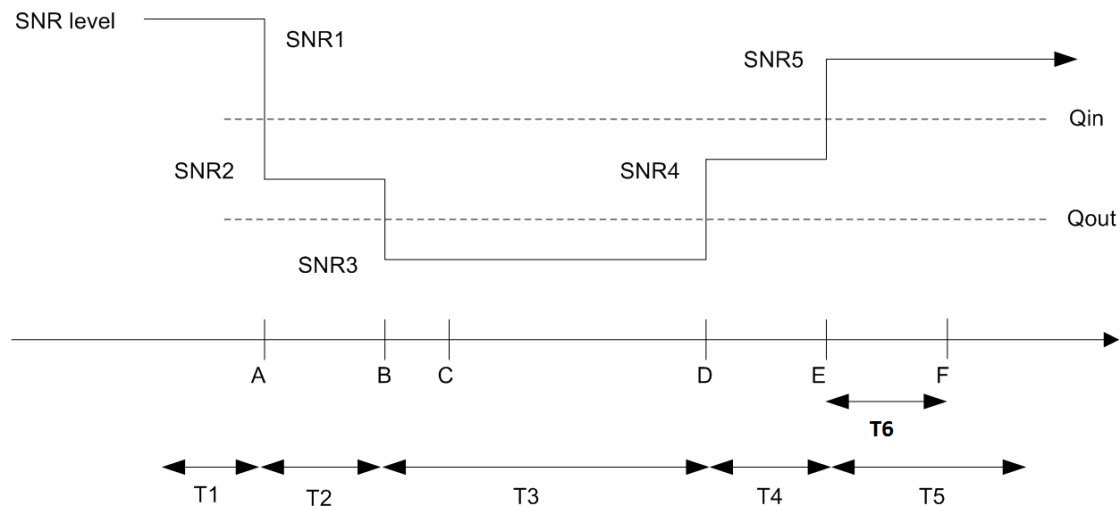 SNR level
SNR1
SNR5
Qin
SNR2
SNR4
Qout
SNR3
A B C D E F
T6
T1 T2 T3 T4 T5